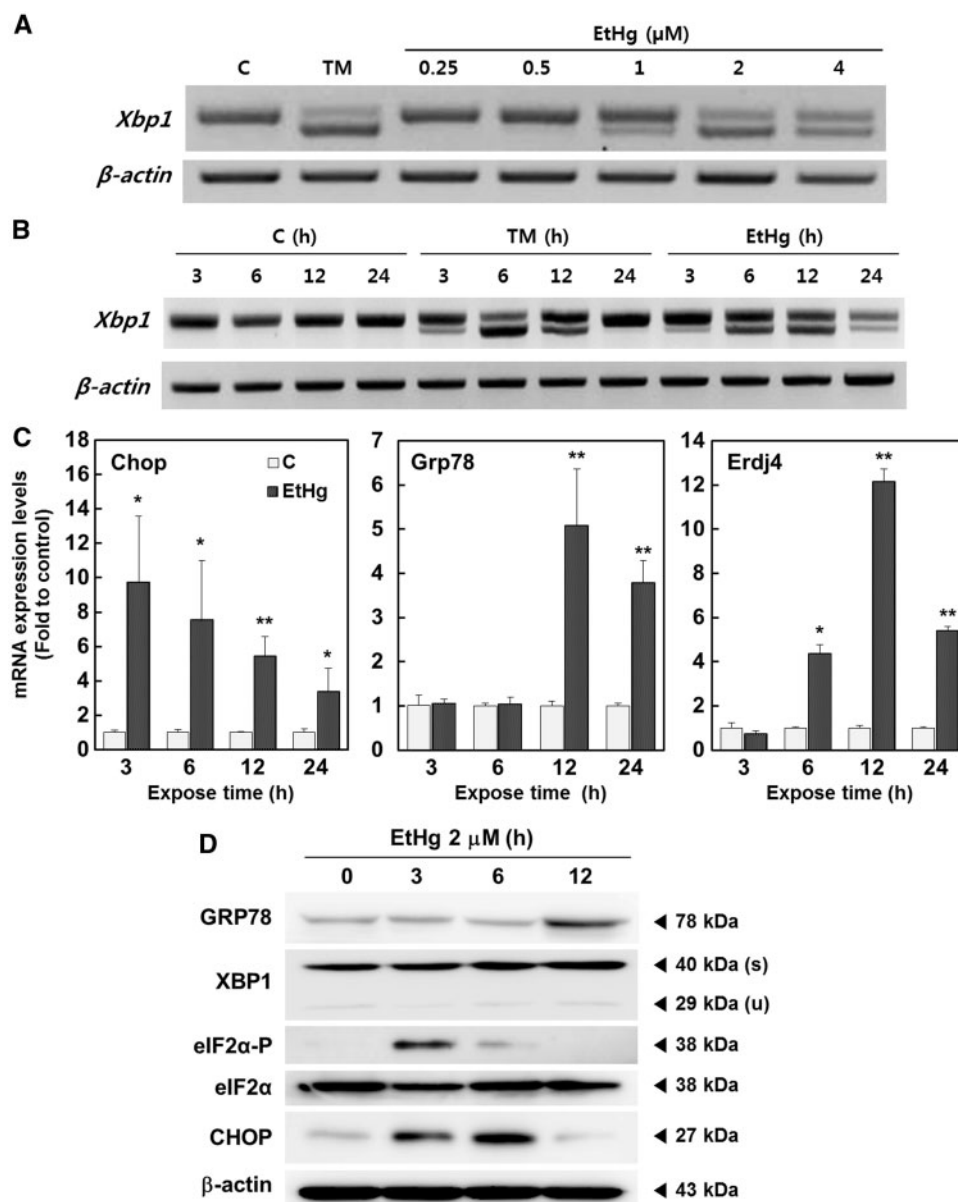 A
EtHg (μM)
C TM 0.25 0.5 1 2 4
Xbp1
β-actin
B
C (h) TM (h) EtHg (h)
3 6 12 24 3 6 12 24 3 6 12 24
Xbp1
β-actin
C
mRNA expression levels
(Fold to control)
18
16
14
12
10
8
6
4
2
0
Chop
C
EtHg
* * ** *
3 6 12 24
Expose time (h)
7
6
5
4
3
2
1
0
Grp78
** **
3 6 12 24
Expose time (h)
14
12
10
8
6
4
2
0
Erdj4
* ** **
3 6 12 24
Expose time (h)
D
EtHg 2 μM (h)
0 3 6 12
GRP78 ◄ 78 kDa
XBP1 ◄ 40 kDa (s)
◄ 29 kDa (u)
eIF2α-P ◄ 38 kDa
eIF2α ◄ 38 kDa
CHOP ◄ 27 kDa
β-actin ◄ 43 kDa